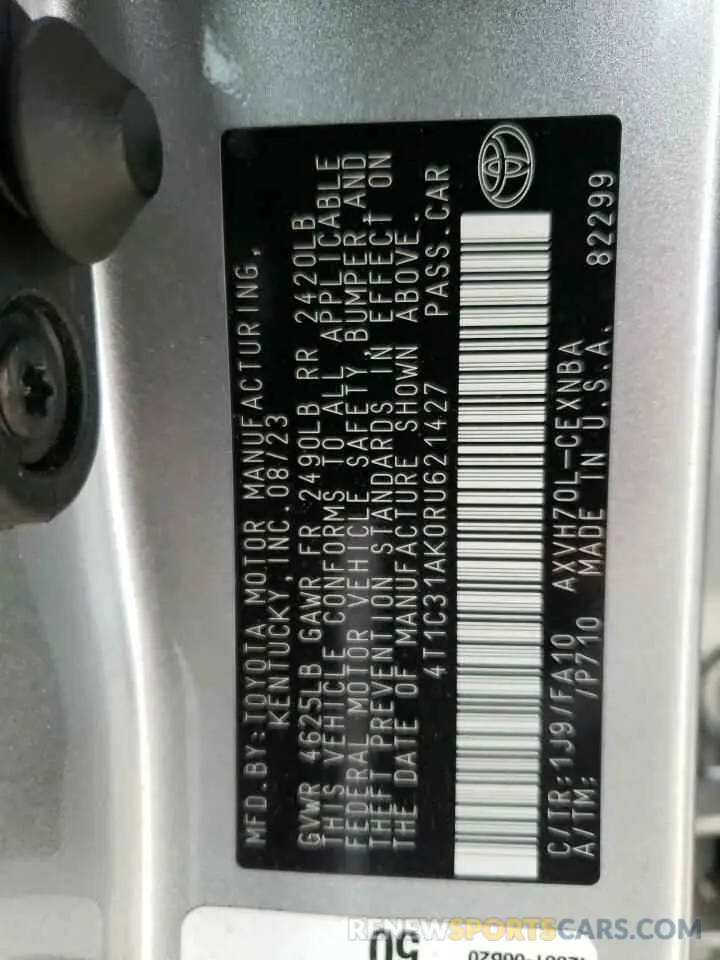 MFD.BY:TOYOTA MOTOR MANUFACTURING,
KENTUCKY,INC.08/23
GVWR 4625LB GAWR FR 2490LB RR 2420LB
THIS VEHICLE CONFORMS TO ALL APPLICABLE
FEDERAL MOTOR VEHICLE SAFETY,BUMPER,AND
THEFT PREVENTION STANDARDS IN EFFECT ON
THE DATE OF MANUFACTURE SHOWN ABOVE.
4T1C31AK0RU621427 PASS.CAR
C/TR:1J9/FA10 AXVH70L-CEXNBA
A/TM: /P710 MADE IN U.S.A. 82299
50
RENEWSPORTSCARS.COM